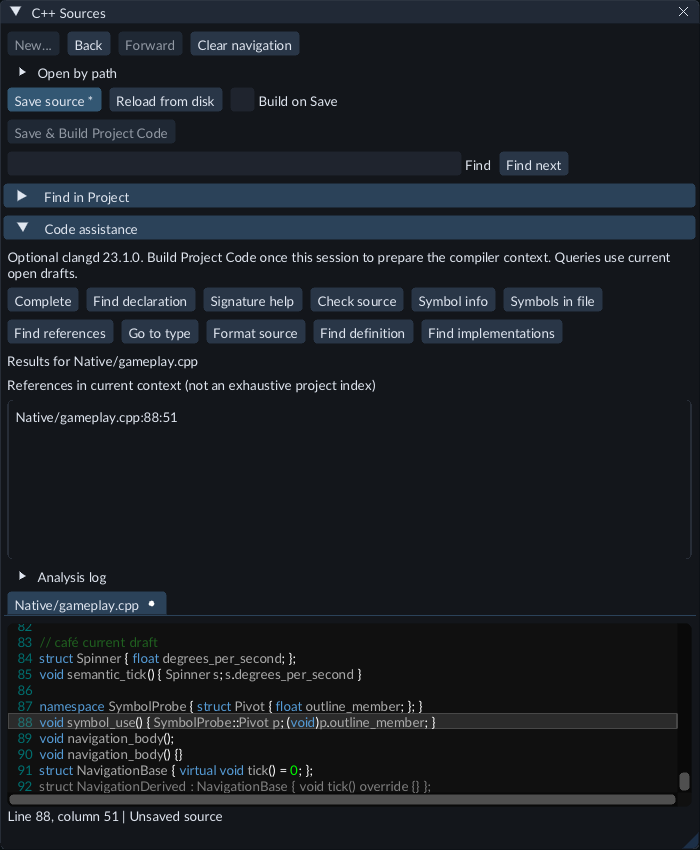 C++ Sources
New... Back Forward Clear navigation
Open by path
Save source * Reload from disk Build on Save
Save & Build Project Code
Find Find next
Find in Project
Code assistance
Optional clangd 23.1.0. Build Project Code once this session to prepare the compiler context. Queries use current
open drafts.
Complete Find declaration Signature help Check source Symbol info Symbols in file
Find references Go to type Format source Find definition Find implementations
Results for Native/gameplay.cpp
References in current context (not an exhaustive project index)
Native/gameplay.cpp:88:51
Analysis log
Native/gameplay.cpp
82
83 // café current draft
84 struct Spinner { float degrees_per_second; };
85 void semantic_tick() { Spinner s; s.degrees_per_second }
86
87 namespace SymbolProbe { struct Pivot { float outline_member; }; }
88 void symbol_use() { SymbolProbe::Pivot p; (void)p.outline_member; }
89 void navigation_body();
90 void navigation_body() {}
91 struct NavigationBase { virtual void tick() = 0; };
92 struct NavigationDerived : NavigationBase { void tick() override {} };
Line 88, column 51 | Unsaved source